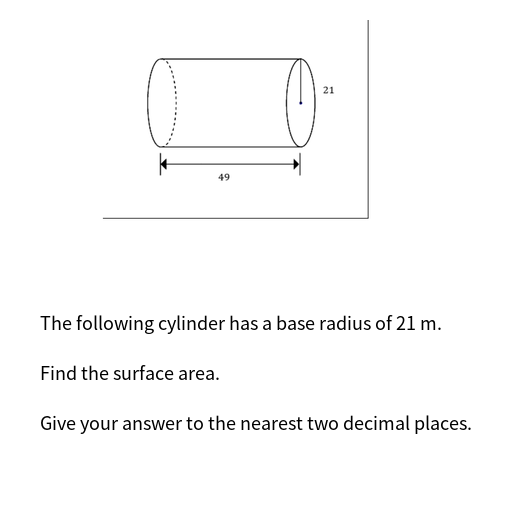 21
49
The following cylinder has a base radius of 21 m.
Find the surface area.
Give your answer to the nearest two decimal places.